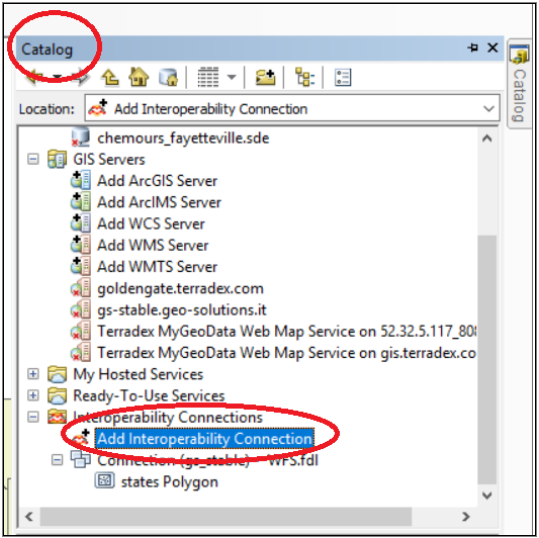 Catalog
Location: Add Interoperability Connection
chemours_fayetteville.sde
GIS Servers
Add ArcGIS Server
Add ArcIMS Server
Add WCS Server
Add WMS Server
Add WMTS Server
goldengate.terradex.com
gs-stable.geo-solutions.it
Terradex MyGeoData Web Map Service on 52.32.5.117_80
Terradex MyGeoData Web Map Service on gis.terradex.co
My Hosted Services
Ready-To-Use Services
Interoperability Connections
Add Interoperability Connection
Connection (gs_stable) - WFS.fdl
states Polygon
Catalog